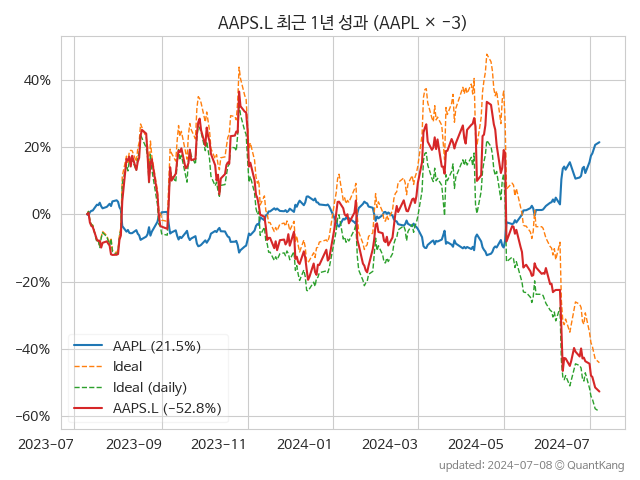 AAPS.L 최근 1년 성과 (AAPL × −3)
40%
20%
0%
−20%
−40%
−60%
AAPL (21.5%)
Ideal
Ideal (daily)
AAPS.L (−52.8%)
2023−07 2023−09 2023−11 2024−01 2024−03 2024−05 2024−07
updated: 2024-07-08 © QuantKang